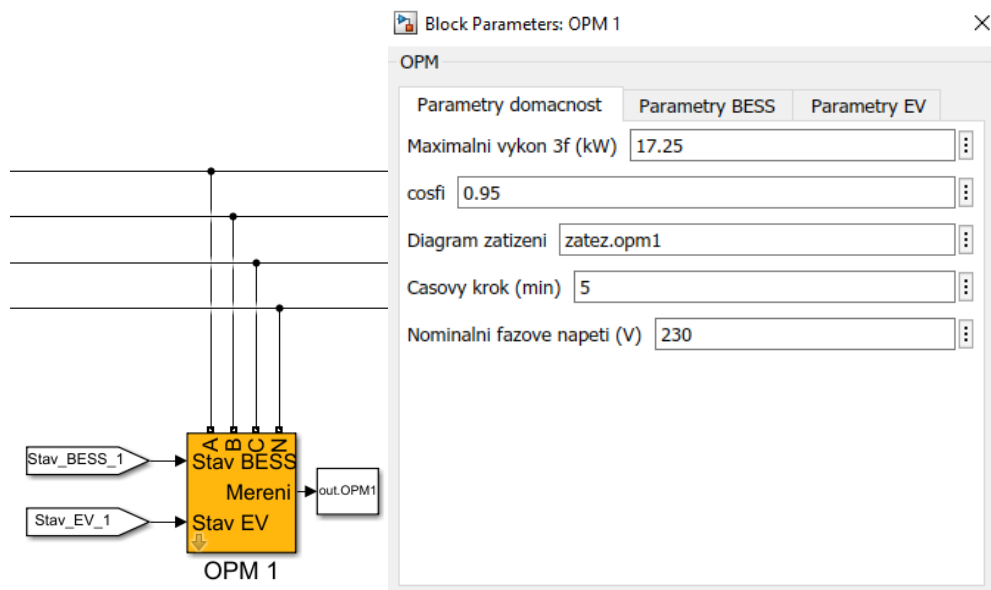 Block Parameters: OPM 1
OPM
Parametry domacnost
Parametry BESS
Parametry EV
Maximalni vykon 3f (kW)
17.25
cosfi
0.95
Diagram zatizeni
zatez.opm1
Casovy krok (min)
5
Nominalni fazove napeti (V)
230
A
B
C
N
Stav_BESS_1
Stav BESS
Mereni
out.OPM1
Stav_EV_1
Stav EV
OPM 1